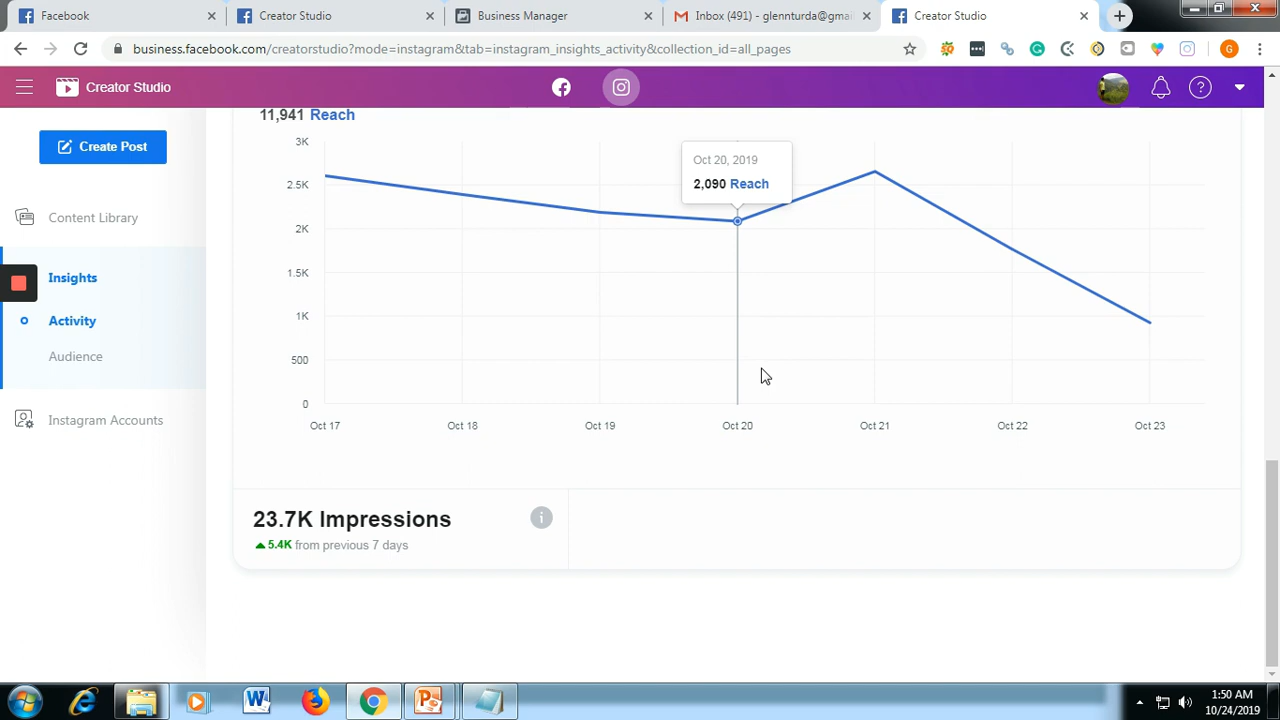 Facebook
Creator Studio
Business Manager
Inbox (491) - glennturda@gmai
Creator Studio
business.facebook.com/creatorstudio?mode=instagram&tab=instagram_insights_activity&collection_id=all_pages
G
Creator Studio
?
Create Post
Content Library
Insights
Activity
Audience
Instagram Accounts
11,941 Reach
3K
2.5K
2K
1.5K
1K
500
0
Oct 20, 2019
2,090 Reach
Oct 17
Oct 18
Oct 19
Oct 20
Oct 21
Oct 22
Oct 23
23.7K Impressions
i
5.4K from previous 7 days
1:50 AM
10/24/2019